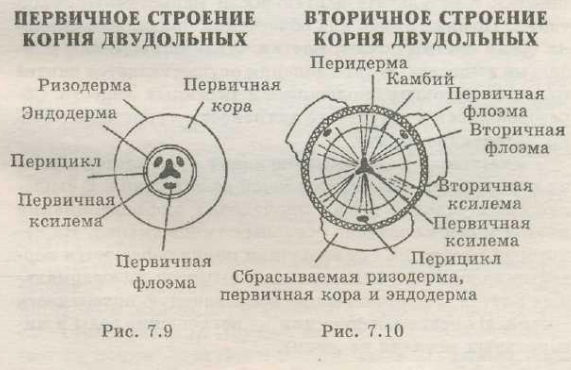 ПЕРВИЧНОЕ СТРОЕНИЕ
КОРНЯ ДВУДОЛЬНЫХ
Ризодерма
Первичная
кора
Эндодерма
Перицикл
Первичная
ксилема
Первичная
флоэма
Рис. 7.9
ВТОРИЧНОЕ СТРОЕНИЕ
КОРНЯ ДВУДОЛЬНЫХ
Перидерма
Камбий
Первичная
флоэма
Вторичная
флоэма
Вторичная
ксилема
Первичная
ксилема
Перицикл
Сбрасываемая ризодерма,
первичная кора и эндодерма
Рис. 7.10